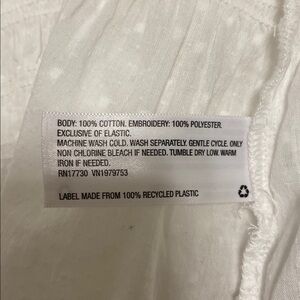 BODY: 100% COTTON. EMBROIDERY: 100% POLYESTER.
EXCLUSIVE OF ELASTIC.
MACHINE WASH COLD. WASH SEPARATELY. GENTLE CYCLE. ONLY
NON CHLORINE BLEACH IF NEEDED. TUMBLE DRY LOW. WARM
IRON IF NEEDED.
RN17730 VN1979753
LABEL MADE FROM 100% RECYCLED PLASTIC